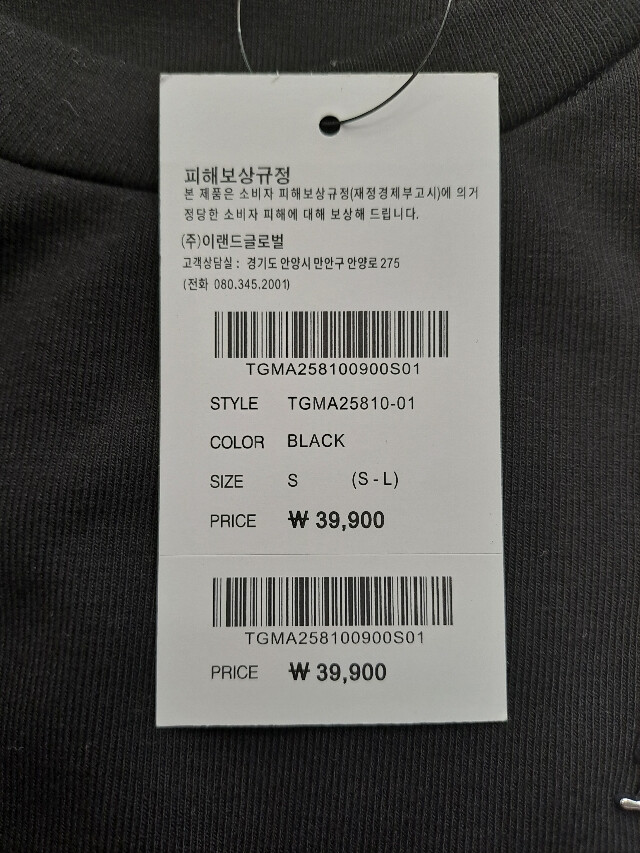 피해보상규정
본 제품은 소비자 피해보상규정(재정경제부고시)에 의거
정당한 소비자 피해에 대해 보상해 드립니다.
(주)이랜드글로벌
고객상담실 : 경기도 안양시 만안구 안양로 275
(전화 080.345.2001)
TGMA258100900S01
STYLE TGMA25810-01
COLOR BLACK
SIZE S (S-L)
PRICE ₩ 39,900
TGMA258100900S01
PRICE ₩ 39,900